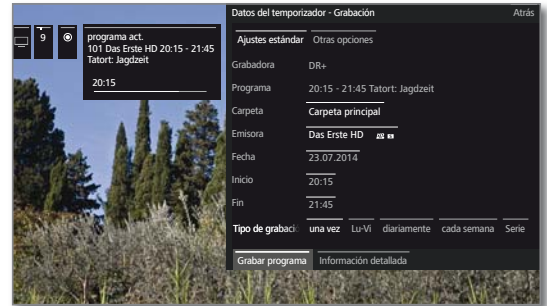 9
programa act.
101 Das Erste HD 20:15 - 21:45
Tatort: Jagdzeit
20:15
Datos del temporizador - Grabación Atrás
Ajustes estándar Otras opciones
Grabadora DR+
Programa 20:15 - 21:45 Tatort: Jagdzeit
Carpeta Carpeta principal
Emisora Das Erste HD
Fecha 23.07.2014
Inicio 20:15
Fin 21:45
Tipo de grabació una vez Lu-Vi diariamente cada semana Serie
Grabar programa Información detallada